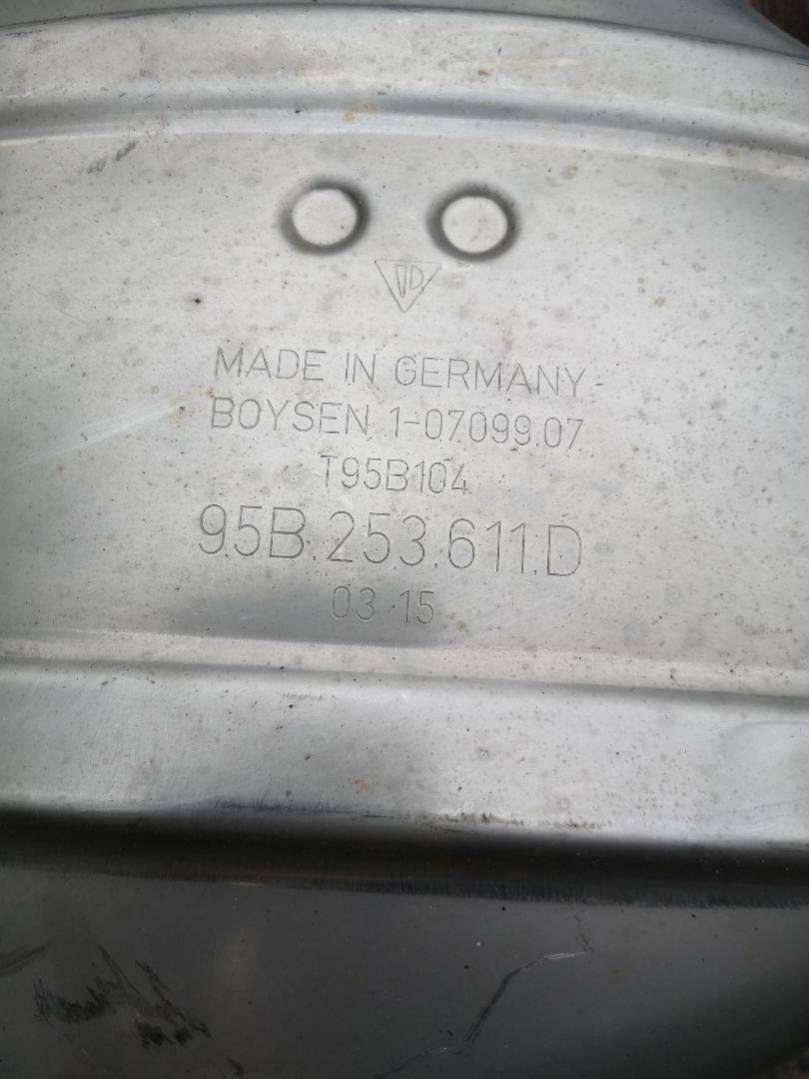 MADE IN GERMANY
BOYSEN 1-07099.07
T95B104
95B.253.611.D
03 15